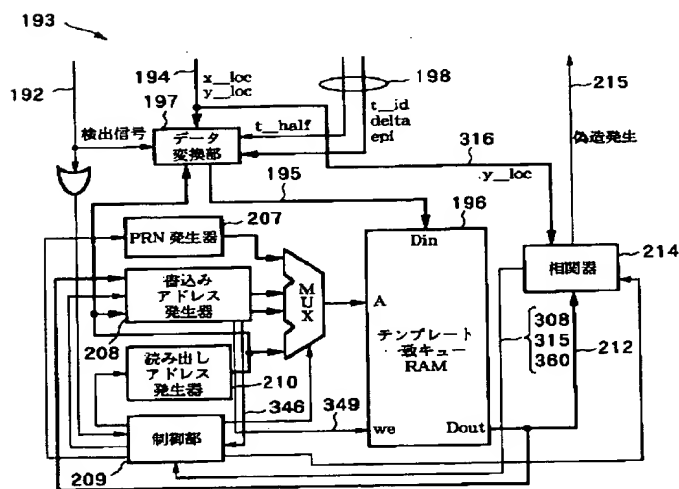 193
192
194
x_loc
y_loc
197
198
215
検出信号
データ
変換部
t_half
t_id
delta
epi
偽造発生
316
y_loc
195
196
207
PRN 発生器
Din
214
相関器
書込み
アドレス
発生器
MUX
A
テンプレート
一致キュー
RAM
308
315
360
212
208
読み出し
アドレス
発生器
210
346
349
we
Dout
制御部
209